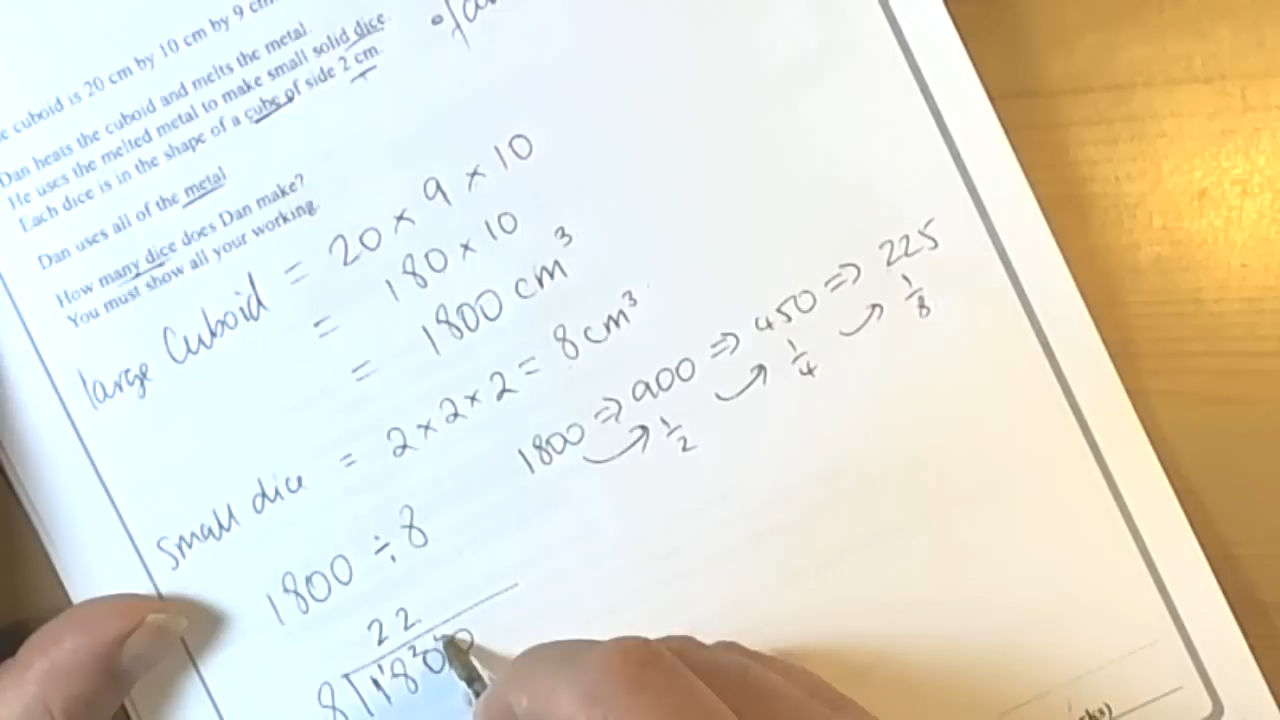 cuboid is 20 cm by 10 cm by 9 cm
Dan heats the cuboid and melts the metal.
He uses the melted metal to make small solid dice.
Each dice is in the shape of a cube of side 2 cm.
Dan uses all of the metal
How many dice does Dan make?
You must show all your working.
large Cuboid = 20 × 9 × 10
= 180 × 10
= 1800 cm³
Small dice = 2 × 2 × 2 = 8 cm³
1800 ⇒ 900 ⇒ 450 ⇒ 225
1/2 1/4 1/8
1800 ÷ 8
22
8 1800